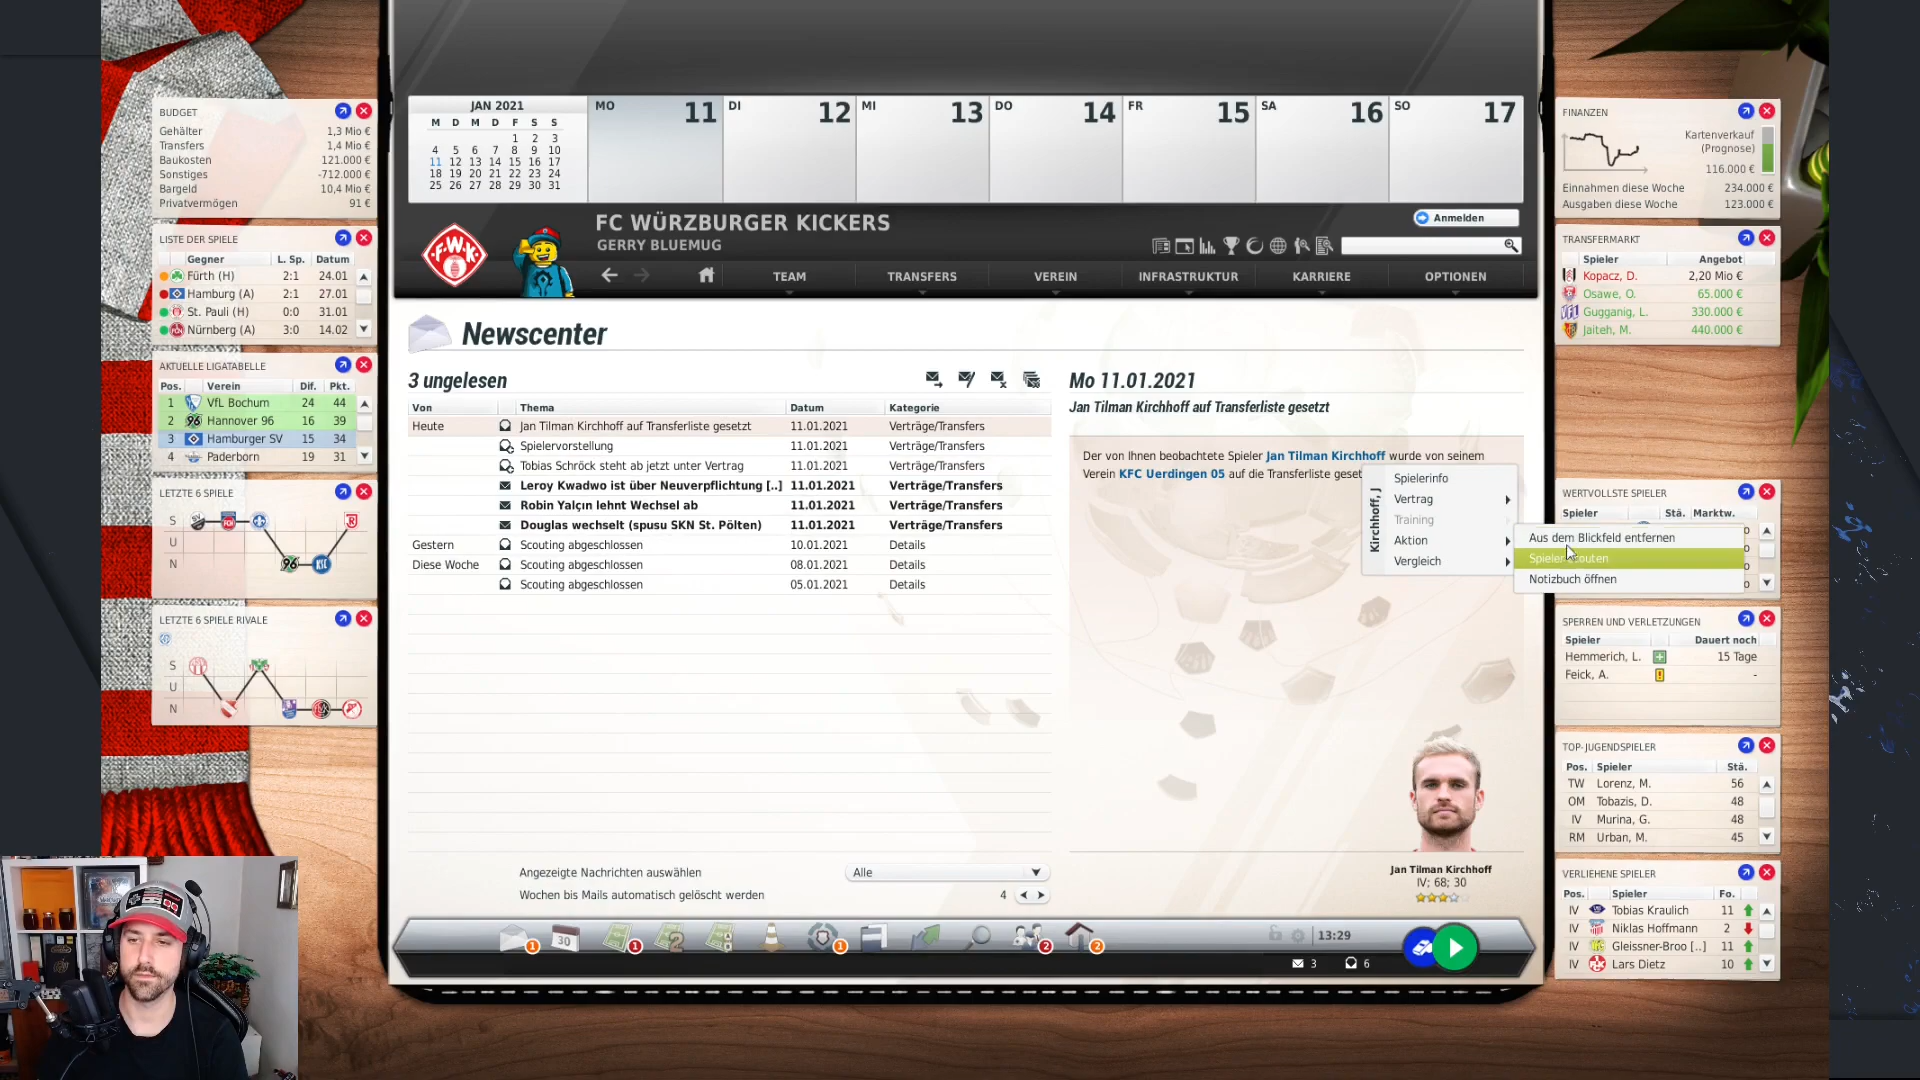 BUDGET
Gehälter 1,3 Mio €
Transfers 1,4 Mio €
Baukosten 121.000 €
Sonstiges -712.000 €
Bargeld 10,4 Mio €
Privatvermögen 91 €
LISTE DER SPIELE
Gegner L. Sp. Datum
Fürth (H) 2:1 24.01
Hamburg (A) 2:1 27.01
St. Pauli (H) 0:0 31.01
Nürnberg (A) 3:0 14.02
AKTUELLE LIGATABELLE
Pos. Verein Dif. Pkt.
1 VfL Bochum 24 44
2 Hannover 96 16 39
3 Hamburger SV 15 34
4 Paderborn 19 31
LETZTE 6 SPIELE
S
U
N
LETZTE 6 SPIELE RIVALE
S
U
N
JAN 2021
M D M D F S S
1 2 3
4 5 6 7 8 9 10
11 12 13 14 15 16 17
18 19 20 21 22 23 24
25 26 27 28 29 30 31
MO 11 DI 12 MI 13 DO 14 FR 15 SA 16 SO 17
FWK
FC WÜRZBURGER KICKERS
GERRY BLUEMUG
Anmelden
TEAM TRANSFERS VEREIN INFRASTRUKTUR KARRIERE OPTIONEN
Newscenter
3 ungelesen
Von Thema Datum Kategorie
Heute Jan Tilman Kirchhoff auf Transferliste gesetzt 11.01.2021 Verträge/Transfers
Spielervorstellung 11.01.2021 Verträge/Transfers
Tobias Schröck steht ab jetzt unter Vertrag 11.01.2021 Verträge/Transfers
Leroy Kwadwo ist über Neuverpflichtung [..] 11.01.2021 Verträge/Transfers
Robin Yalçın lehnt Wechsel ab 11.01.2021 Verträge/Transfers
Douglas wechselt (spusu SKN St. Pölten) 11.01.2021 Verträge/Transfers
Gestern Scouting abgeschlossen 10.01.2021 Details
Diese Woche Scouting abgeschlossen 08.01.2021 Details
Scouting abgeschlossen 05.01.2021 Details
Angezeigte Nachrichten auswählen Alle
Wochen bis Mails automatisch gelöscht werden 4
Mo 11.01.2021
Jan Tilman Kirchhoff auf Transferliste gesetzt
Der von Ihnen beobachtete Spieler Jan Tilman Kirchhoff wurde von seinem
Verein KFC Uerdingen 05 auf die Transferliste
Kirchhoff, J
Spielerinfo
Vertrag
Training
Aktion
Vergleich
Aus dem Blickfeld entfernen
Notizbuch öffnen
Jan Tilman Kirchhoff
IV; 68; 30
1 30 1 2 1 2 2
13:29
3 6
FINANZEN
Kartenverkauf
(Prognose)
116.000 €
Einnahmen diese Woche 234.000 €
Ausgaben diese Woche 123.000 €
TRANSFERMARKT
Spieler Angebot
Kopacz, D. 2,20 Mio €
Osawe, O. 65.000 €
Gugganig, L. 330.000 €
Jaiteh, M. 440.000 €
WERTVOLLSTE SPIELER
Spieler Stä. Marktw.
SPERREN UND VERLETZUNGEN
Spieler Dauert noch
Hemmerich, L. 15 Tage
Feick, A. -
TOP-JUGENDSPIELER
Pos. Spieler Stä.
TW Lorenz, M. 56
OM Tobazis, D. 48
IV Murina, G. 48
RM Urban, M. 45
VERLIEHENE SPIELER
Pos. Spieler Fo.
IV Tobias Kraulich 11
IV Niklas Hoffmann 2
IV Gleissner-Broo [..] 11
IV Lars Dietz 10